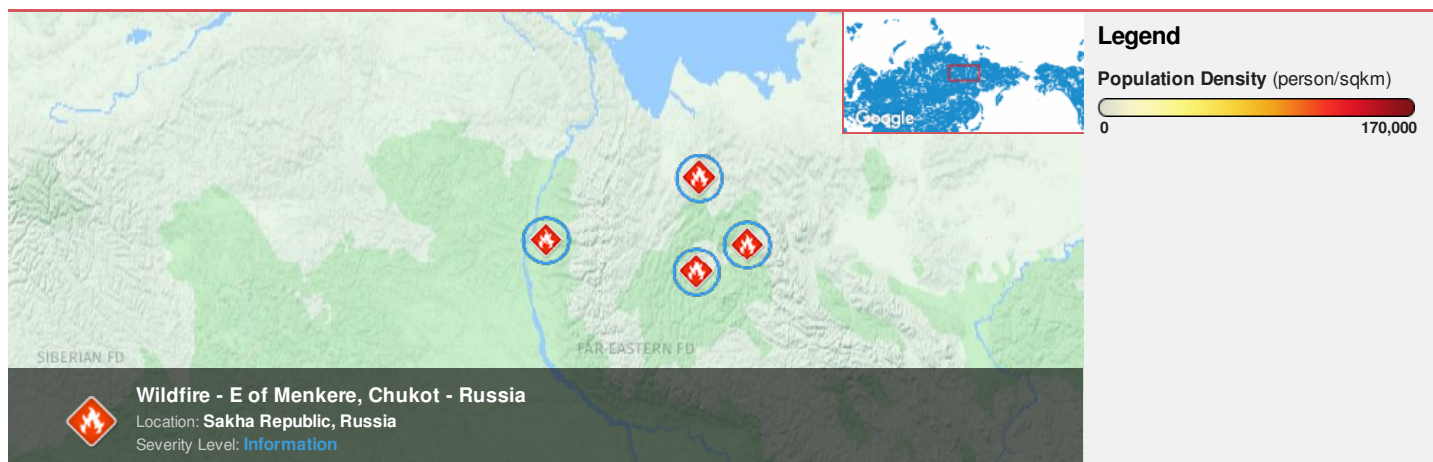 Google
Legend
Population Density (person/sqkm)
0 170,000
SIBERIAN FD
FAR EASTERN FD
Wildfire - E of Menkere, Chukot - Russia
Location: Sakha Republic, Russia
Severity Level: Information